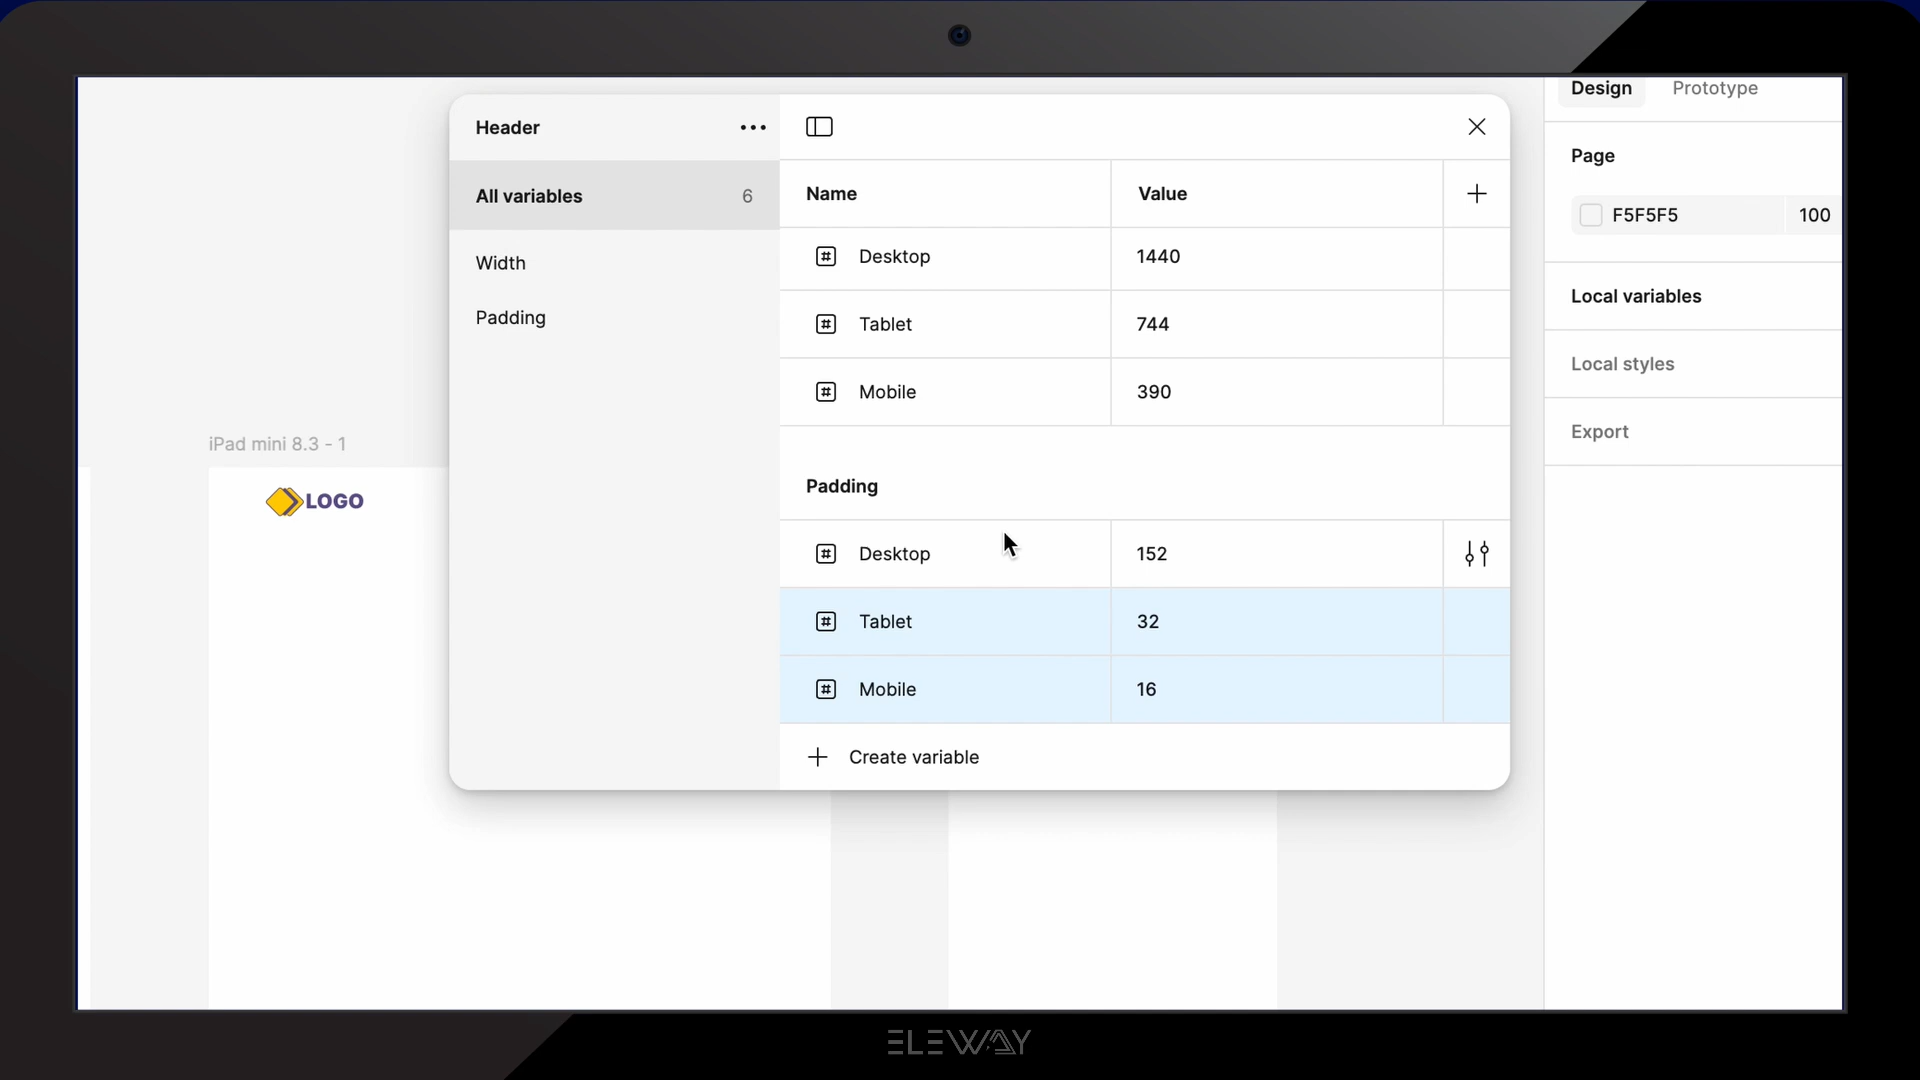 Design Prototype
Header
All variables 6
Name Value
Page
F5F5F5 100
Width
Desktop 1440
Local variables
Padding
Tablet 744
Local styles
Mobile 390
Export
iPad mini 8.3 - 1
LOGO
Padding
Desktop 152
Tablet 32
Mobile 16
Create variable
ELEWAY